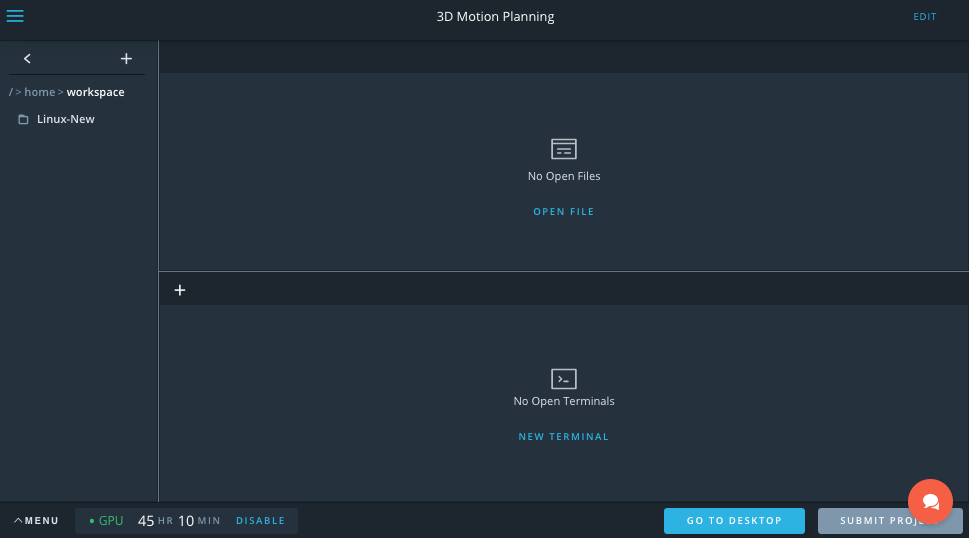 3D Motion Planning
EDIT
/ > home > workspace
Linux-New
No Open Files
OPEN FILE
No Open Terminals
NEW TERMINAL
MENU
GPU 45 HR 10 MIN DISABLE
GO TO DESKTOP
SUBMIT